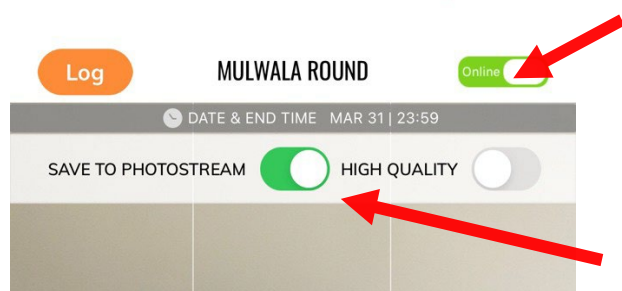 Log MULWALA ROUND Online
DATE & END TIME MAR 31 | 23:59
SAVE TO PHOTOSTREAM HIGH QUALITY